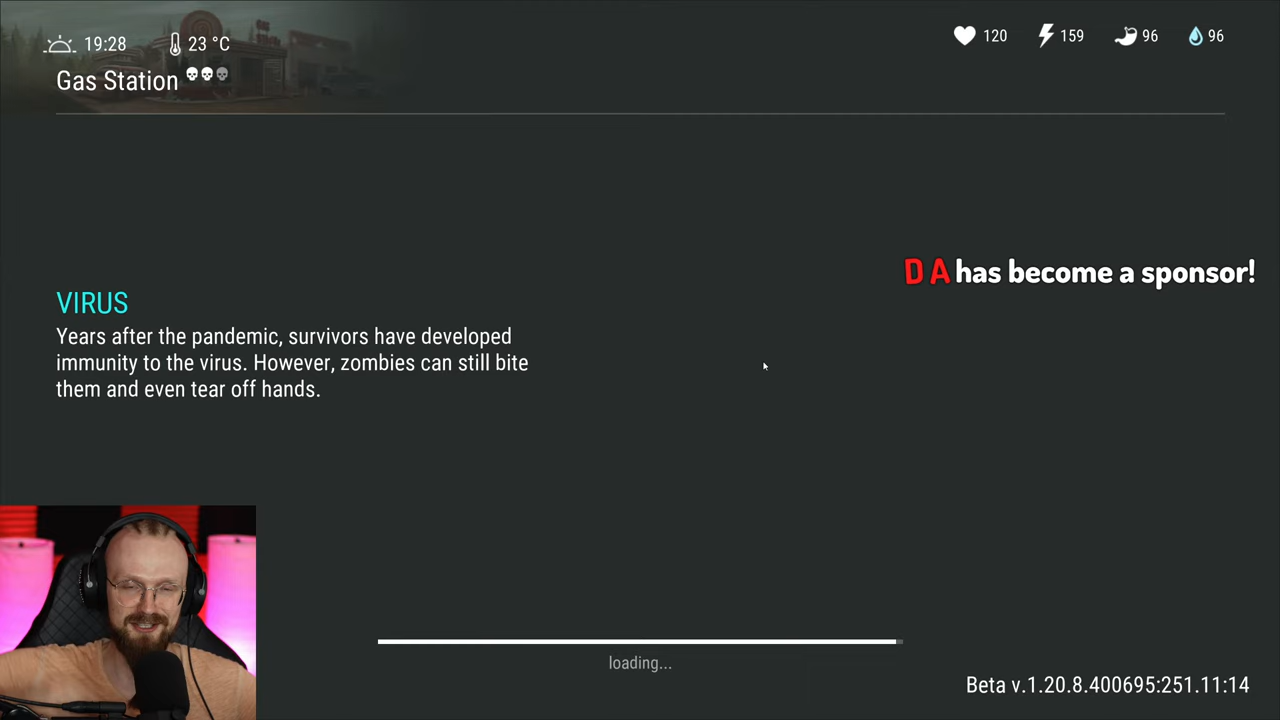 19:28 23 °C
120 159 96 96
Gas Station
D A has become a sponsor!
VIRUS
Years after the pandemic, survivors have developed
immunity to the virus. However, zombies can still bite
them and even tear off hands.
loading...
Beta v.1.20.8.400695:251.11:14